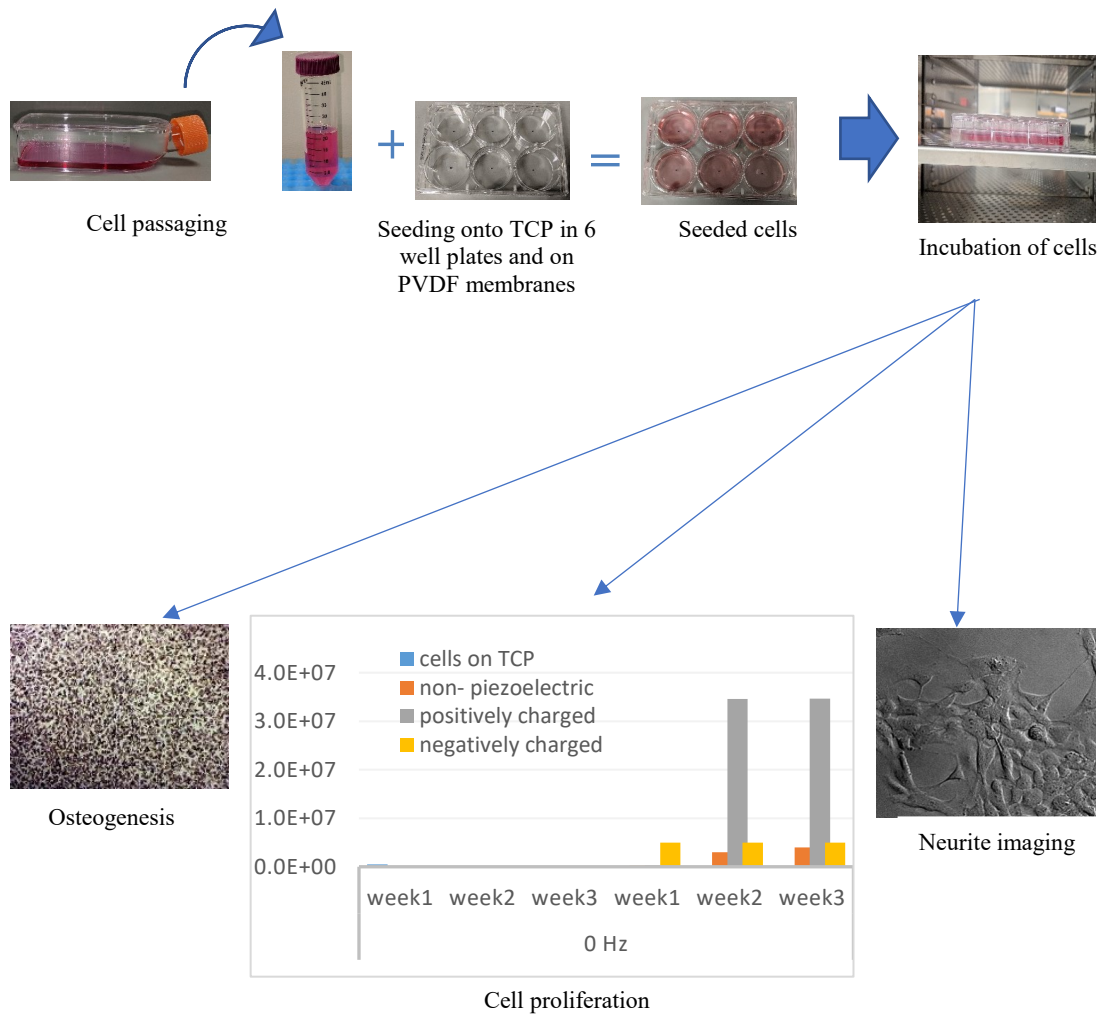 +
=
Cell passaging
Seeding onto TCP in 6
well plates and on
PVDF membranes
Seeded cells
Incubation of cells
Osteogenesis
cells on TCP
non- piezoelectric
positively charged
negatively charged
4.0E+07
3.0E+07
2.0E+07
1.0E+07
0.0E+00
week1 week2 week3 week1 week2 week3
0 Hz
Cell proliferation
Neurite imaging